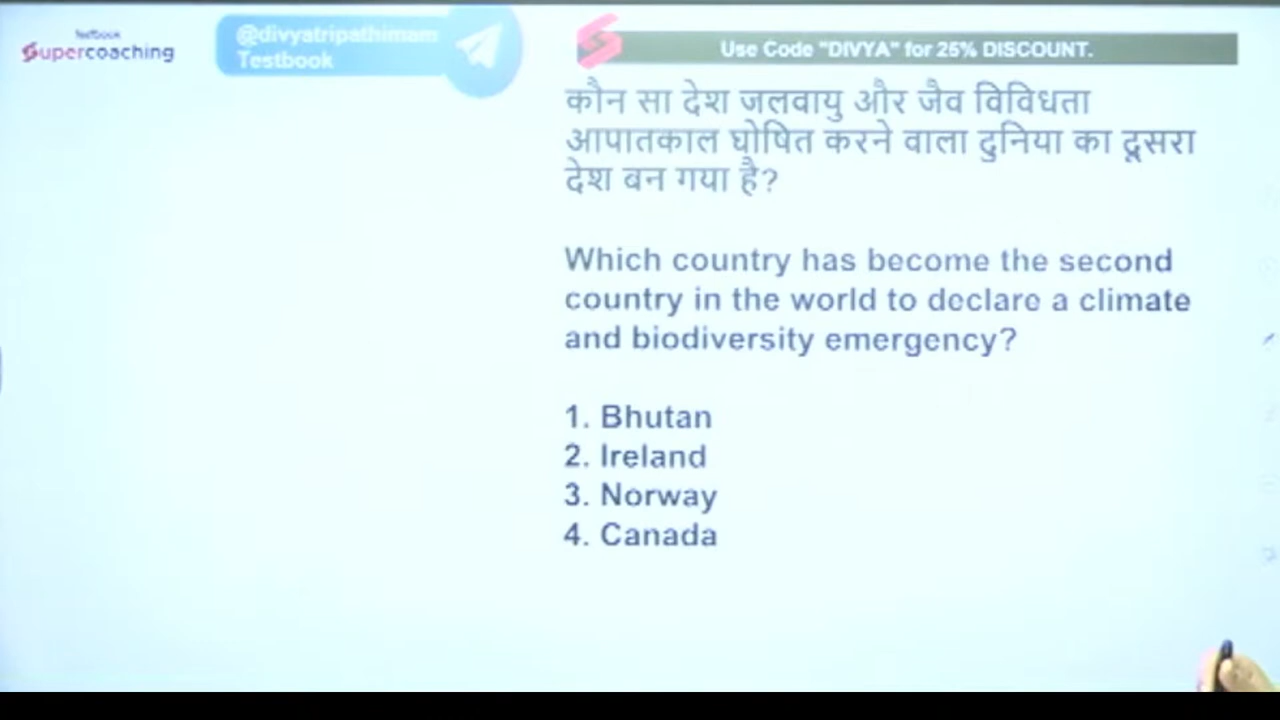 Testbook
Supercoaching
@divyatripathimam
Testbook
Use Code "DIVYA" for 25% DISCOUNT.
कौन सा देश जलवायु और जैव विविधता
आपातकाल घोषित करने वाला दुनिया का दूसरा
देश बन गया है?
Which country has become the second
country in the world to declare a climate
and biodiversity emergency?
1. Bhutan
2. Ireland
3. Norway
4. Canada